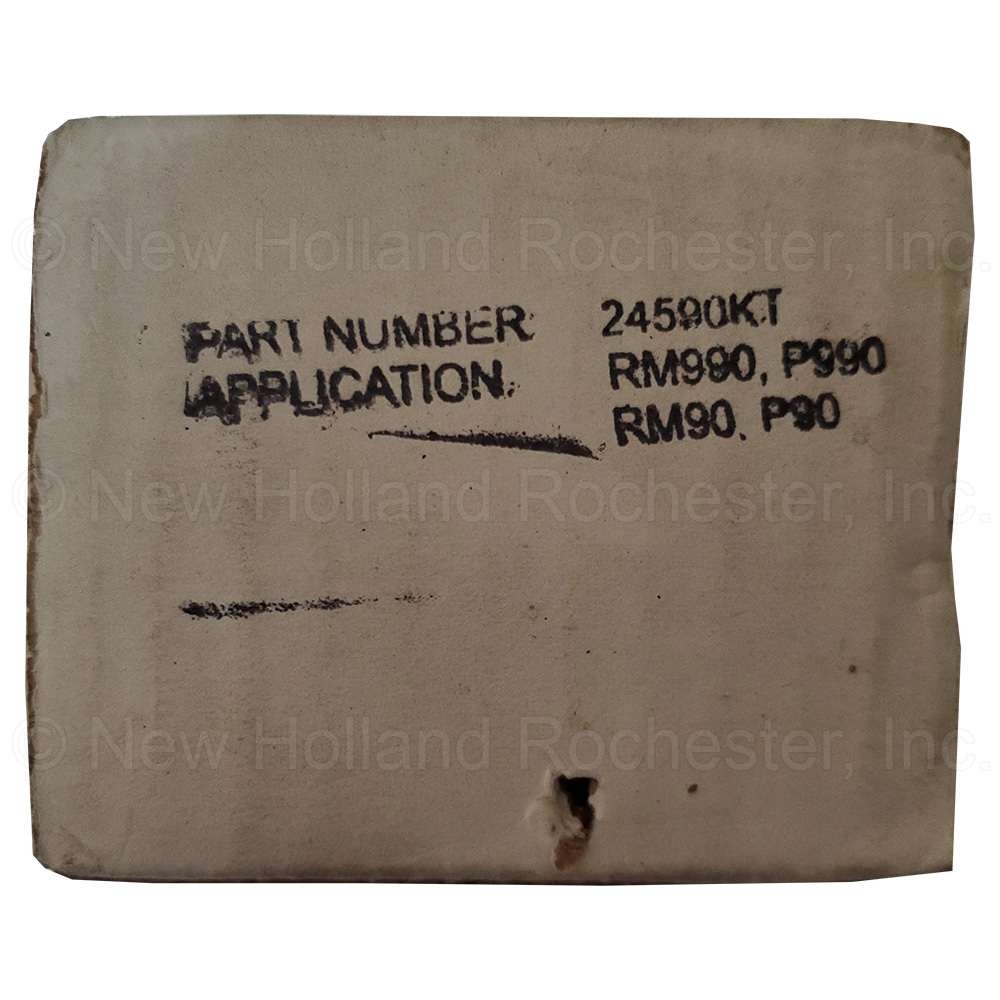 © New Holland Rochester, Inc.
PART NUMBER: 24590KT
APPLICATION: RM990, P990
RM90, P90
© New Holland Rochester, Inc.
© New Holland Rochester, Inc.